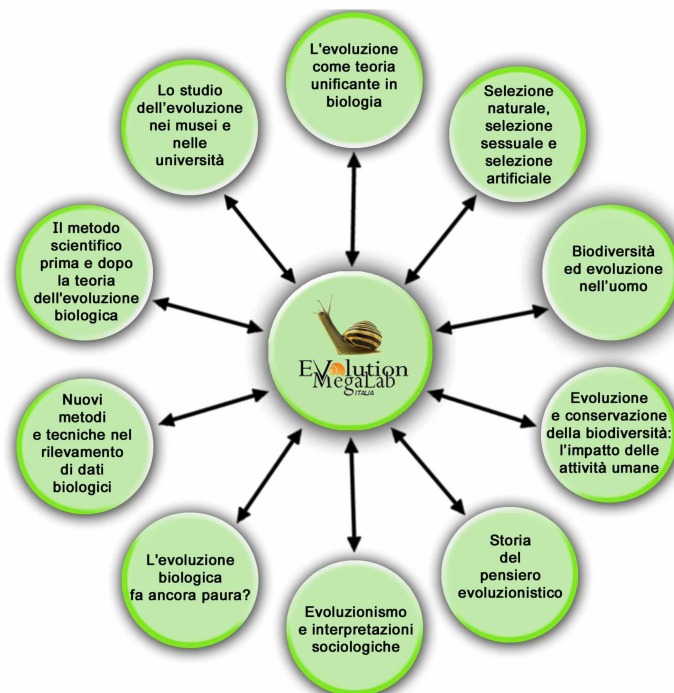 L'evoluzione
come teoria
unificante in
biologia
Selezione
naturale,
selezione
sessuale e
selezione
artificiale
Biodiversità
ed evoluzione
nell'uomo
Evoluzione
e conservazione
della biodiversità:
l'impatto delle
attività umane
Storia
del
pensiero
evoluzionistico
Evoluzionismo
e interpretazioni
sociologiche
L'evoluzione
biologica
fa ancora paura?
Nuovi
metodi
e tecniche nel
rilevamento
di dati
biologici
Il metodo
scientifico
prima e dopo
la teoria
dell'evoluzione
biologica
Lo studio
dell'evoluzione
nei musei e
nelle
università
Evolution
MegaLab
ITALIA